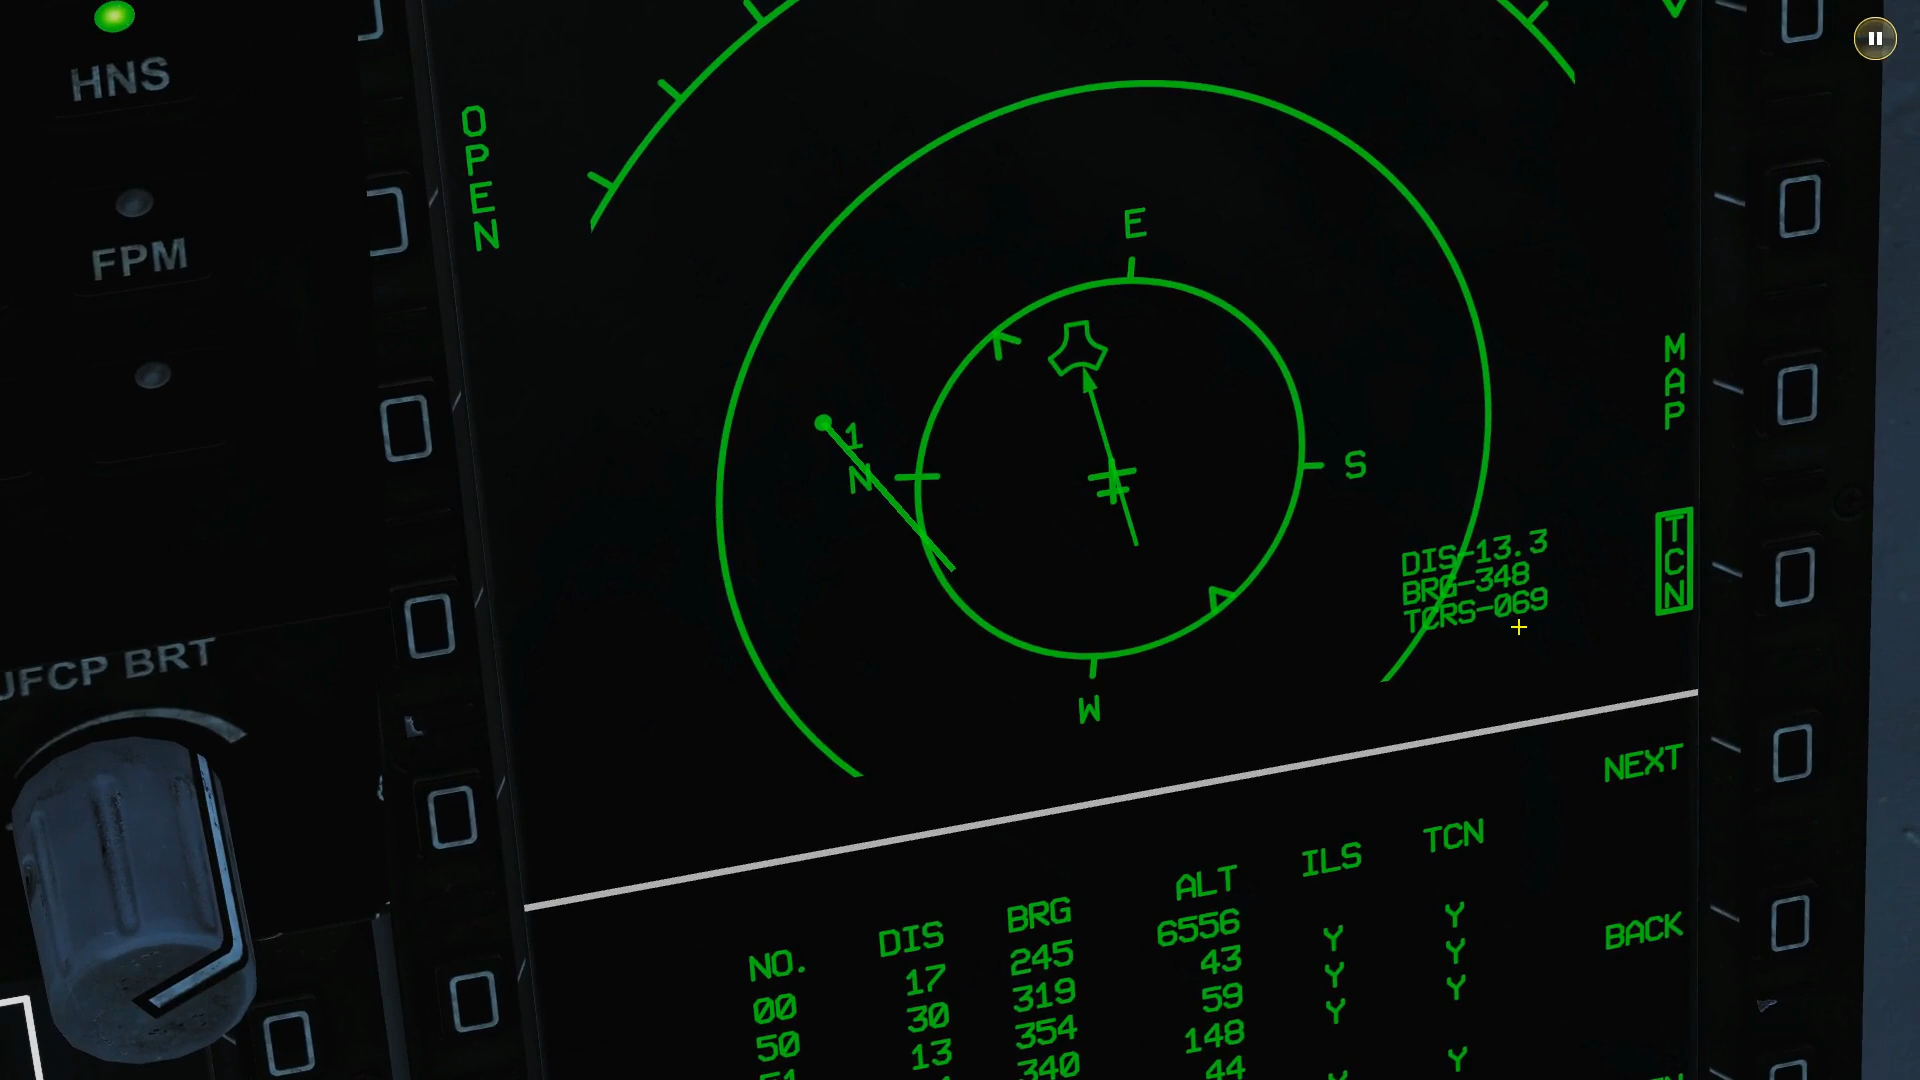 HNS
OPEN
FPM
E
MAP
1
N
S
TCN
DIS-13.3
BRG-348
TCRS-069
UFCP BRT
W
NEXT
NO. DIS BRG ALT ILS TCN
00 17 245 6556 Y
50 30 319 43 Y Y
13 354 59 Y Y
340 148 Y
44 Y
BACK